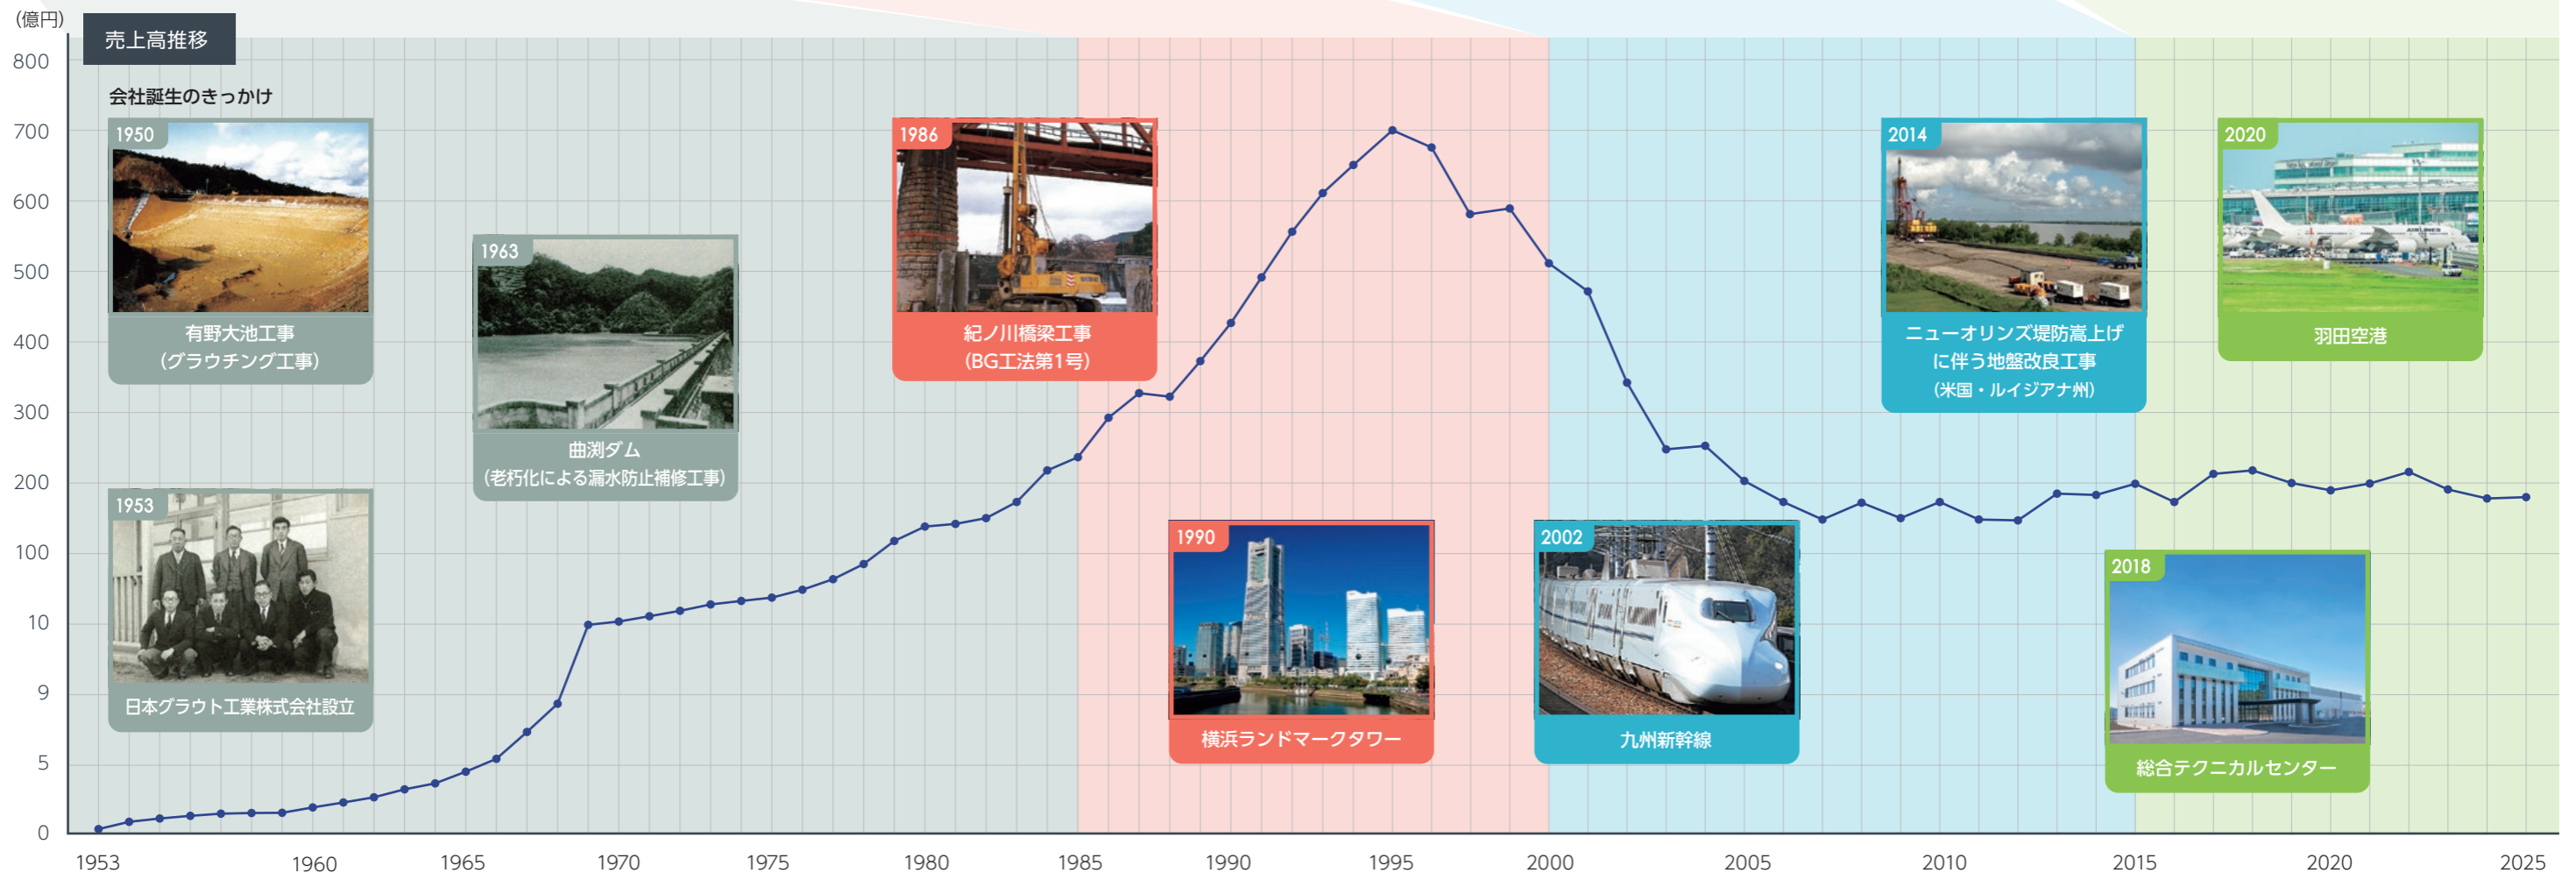 (億円)
売上高推移
800
700
600
500
400
300
200
100
10
9
5
0
会社誕生のきっかけ
1950
有野大池工事
(グラウチング工事)
1953
日本グラウト工業株式会社設立
1963
曲渕ダム
(老朽化による漏水防止補修工事)
1986
紀ノ川橋梁工事
(BG工法第1号)
1990
横浜ランドマークタワー
2002
九州新幹線
2014
ニューオリンズ堤防嵩上げ
に伴う地盤改良工事
(米国・ルイジアナ州)
2020
羽田空港
2018
総合テクニカルセンター
1953 1960 1965 1970 1975 1980 1985 1990 1995 2000 2005 2010 2015 2020 2025